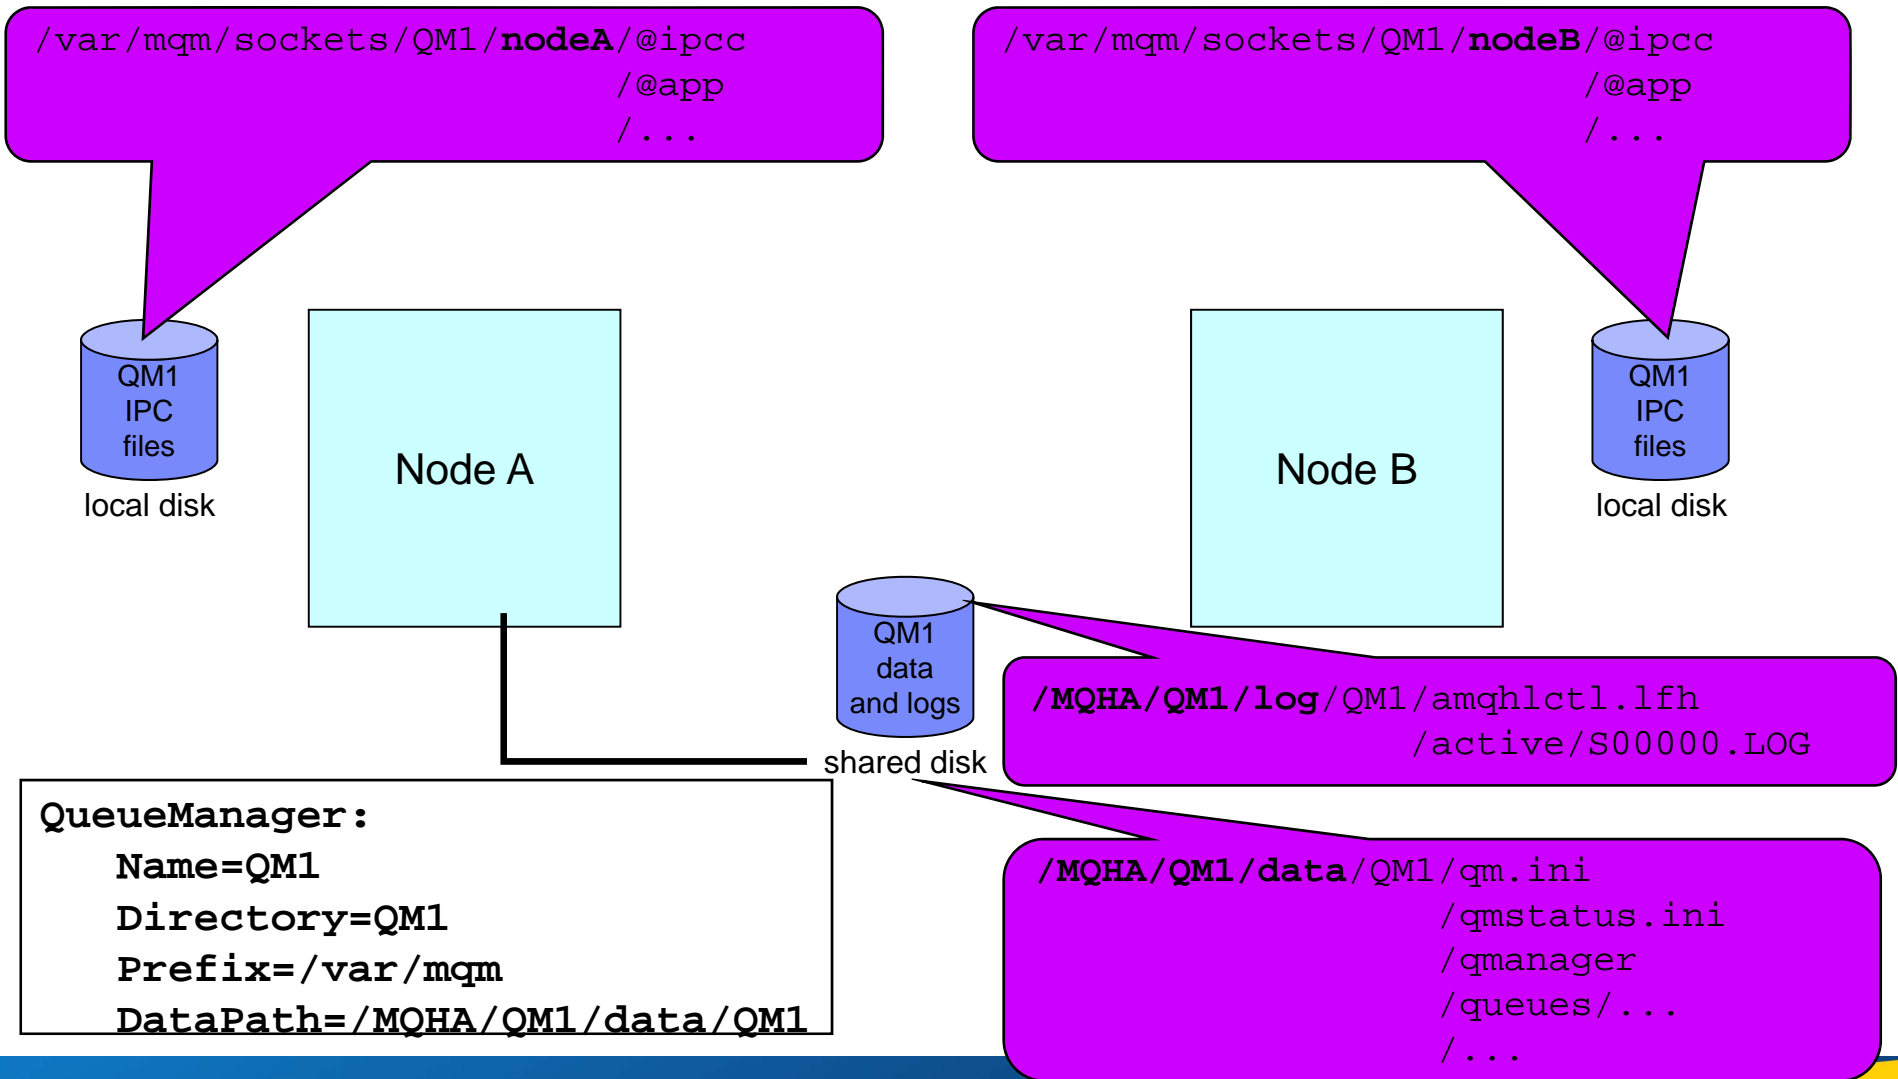 /var/mqm/sockets/QM1/nodeA/@ipcc
/@app
/...
/var/mqm/sockets/QM1/nodeB/@ipcc
/@app
/...
QM1
IPC
files
local disk
Node A
Node B
QM1
IPC
files
local disk
QM1
data
and logs
shared disk
/MQHA/QM1/log/QM1/amqhlctl.lfh
/active/S00000.LOG
QueueManager:
Name=QM1
Directory=QM1
Prefix=/var/mqm
DataPath=/MQHA/QM1/data/QM1
/MQHA/QM1/data/QM1/qm.ini
/qmstatus.ini
/qmanager
/queues/...
/...